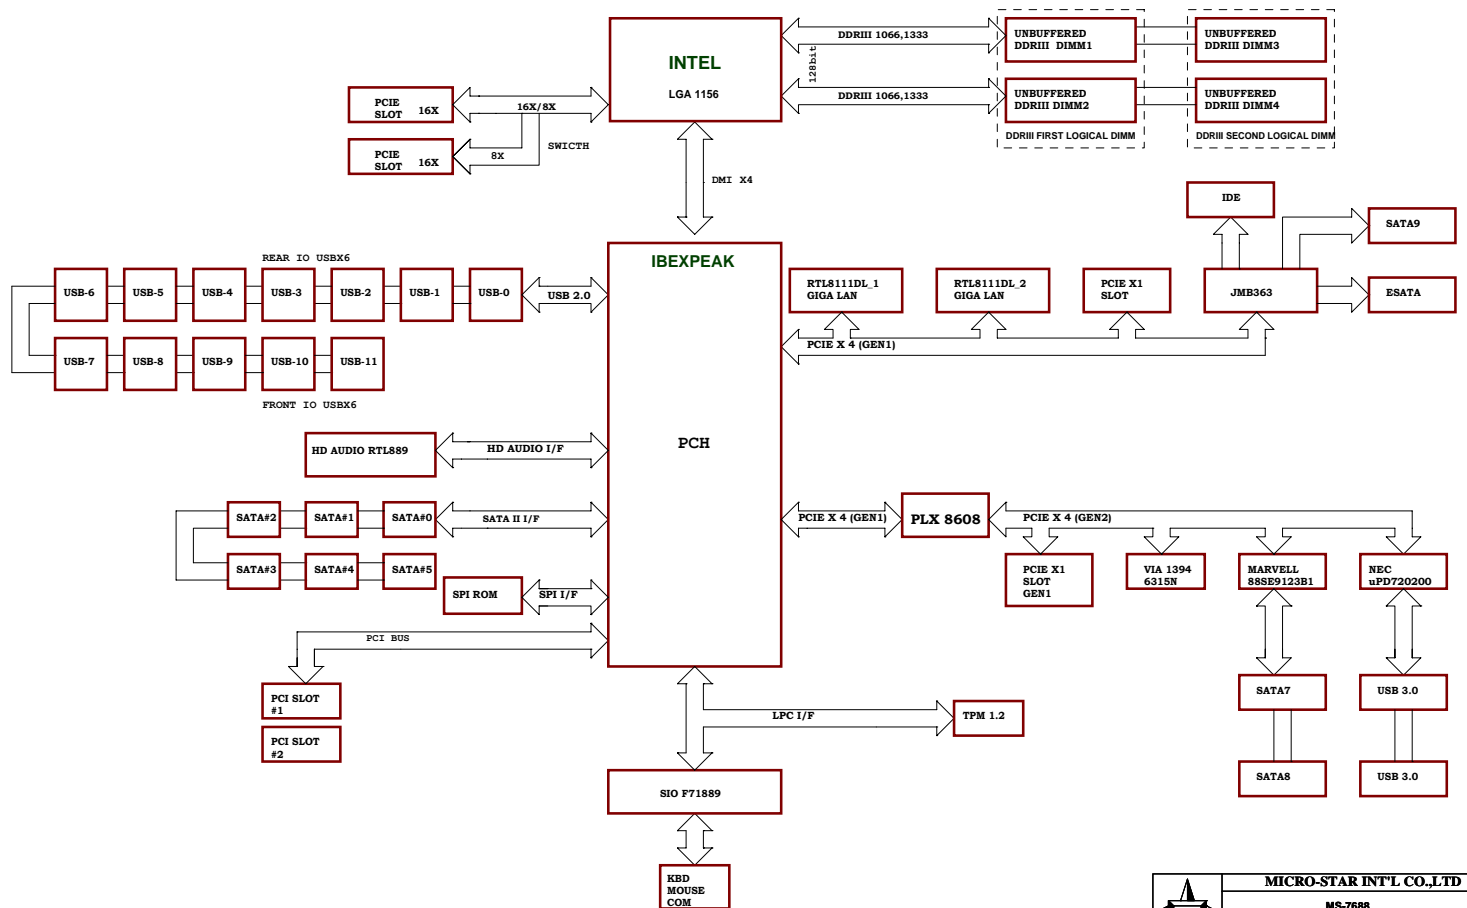 INTEL
LGA 1156
DDRIII 1066,1333
128bit
DDRIII 1066,1333
UNBUFFERED
DDRIII DIMM1
UNBUFFERED
DDRIII DIMM3
UNBUFFERED
DDRIII DIMM2
UNBUFFERED
DDRIII DIMM4
DDRIII FIRST LOGICAL DIMM
DDRIII SECOND LOGICAL DIMM
PCIE
SLOT 16X
16X/8X
PCIE
SLOT 16X
8X
SWICTH
DMI X4
IBEXPEAK
PCH
REAR IO USBX6
USB-6
USB-5
USB-4
USB-3
USB-2
USB-1
USB-0
USB 2.0
USB-7
USB-8
USB-9
USB-10
USB-11
FRONT IO USBX6
IDE
SATA9
RTL8111DL_1
GIGA LAN
RTL8111DL_2
GIGA LAN
PCIE X1
SLOT
JMB363
ESATA
PCIE X 4 (GEN1)
HD AUDIO RTL889
HD AUDIO I/F
SATA#2
SATA#1
SATA#0
SATA II I/F
SATA#3
SATA#4
SATA#5
SPI ROM
SPI I/F
PCI BUS
PCI SLOT
#1
PCI SLOT
#2
PCIE X 4 (GEN1)
PLX 8608
PCIE X 4 (GEN2)
PCIE X1
SLOT
GEN1
VIA 1394
6315N
MARVELL
88SE9123B1
NEC
uPD720200
SATA7
USB 3.0
SATA8
USB 3.0
LPC I/F
TPM 1.2
SIO F71889
KBD
MOUSE
COM
MICRO-STAR INT'L CO.,LTD
MS-7688